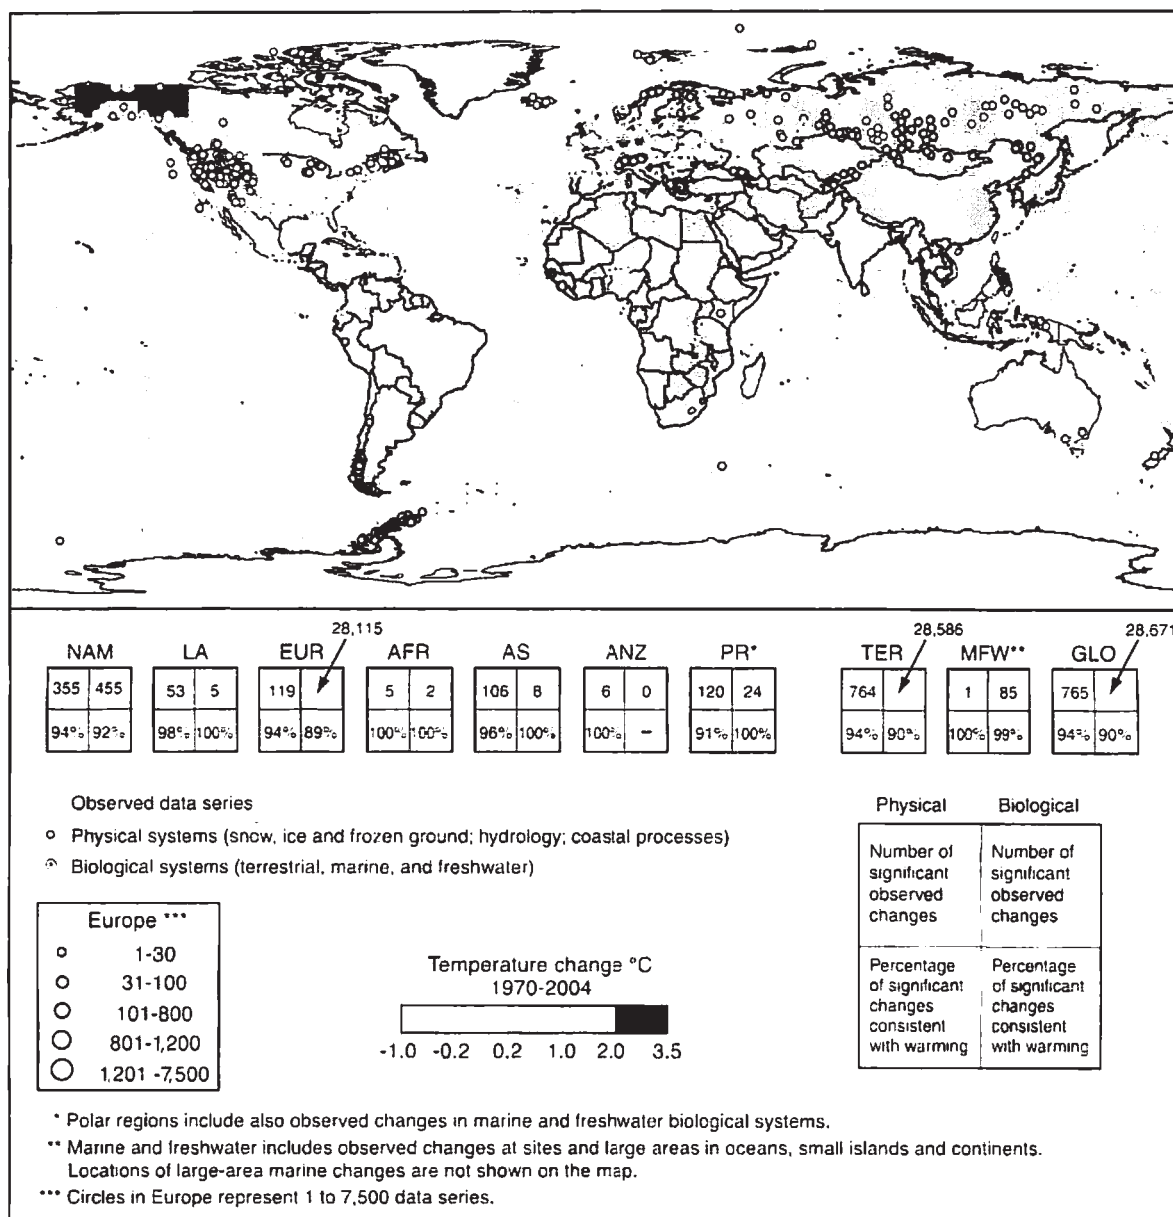 28,115 28,586 28,671
NAM LA EUR AFR AS ANZ PR* TER MFW** GLO
355 455 53 5 119 5 2 106 8 6 0 120 24 764 1 85 765
94% 92% 98% 100% 94% 89% 100% 100% 96% 100% 100% – 91% 100% 94% 90% 100% 99% 94% 90%
Observed data series
Physical systems (snow, ice and frozen ground; hydrology; coastal processes)
Biological systems (terrestrial, marine, and freshwater)
Europe ***
1-30
31-100
101-800
801-1,200
1,201 -7,500
Temperature change °C
1970-2004
-1.0 -0.2 0.2 1.0 2.0 3.5
Physical Biological
Number of Number of
significant significant
observed observed
changes changes
Percentage Percentage
of significant of significant
changes changes
consistent consistent
with warming with warming
* Polar regions include also observed changes in marine and freshwater biological systems.
** Marine and freshwater includes observed changes at sites and large areas in oceans, small islands and continents.
Locations of large-area marine changes are not shown on the map.
*** Circles in Europe represent 1 to 7,500 data series.